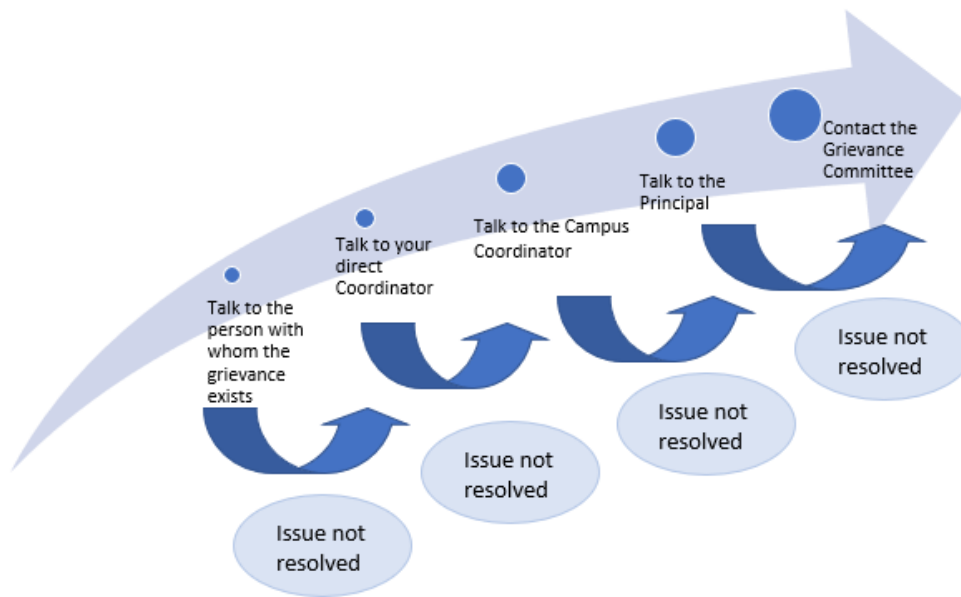 Talk to the
person with
whom the
grievance
exists
Talk to your
direct
Coordinator
Talk to the Campus
Coordinator
Talk to the
Principal
Contact the
Grievance
Committee
Issue not
resolved
Issue not
resolved
Issue not
resolved
Issue not
resolved